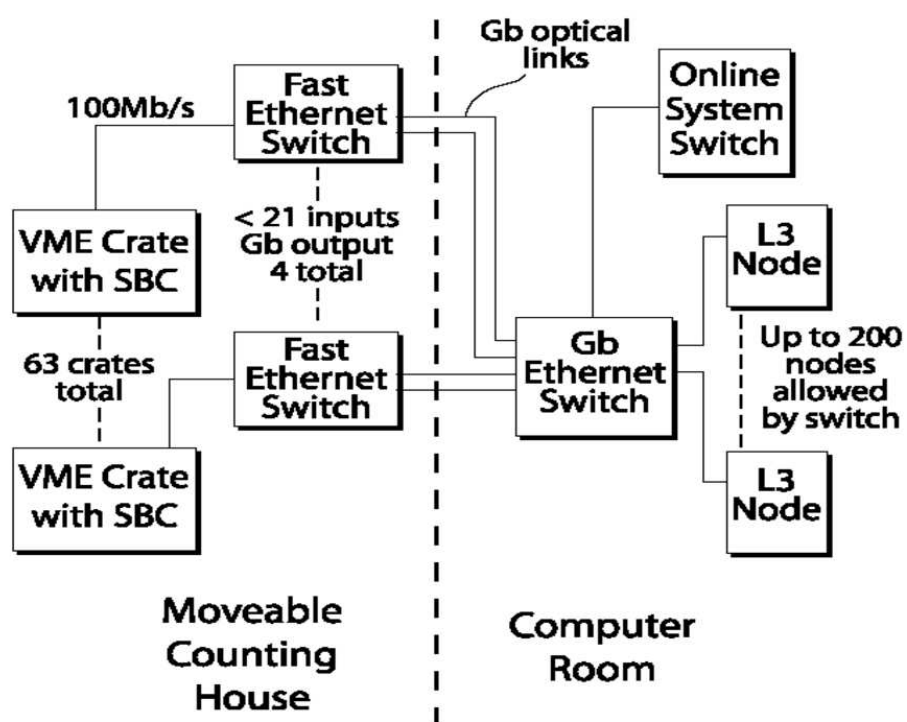 Gb optical
links
Fast
Ethernet
Switch
Online
System
Switch
100Mb/s
VME Crate
with SBC
< 21 inputs
Gb output
4 total
L3
Node
63 crates
total
Fast
Ethernet
Switch
Gb
Ethernet
Switch
Up to 200
nodes
allowed
by switch
VME Crate
with SBC
L3
Node
Moveable
Counting
House
Computer
Room